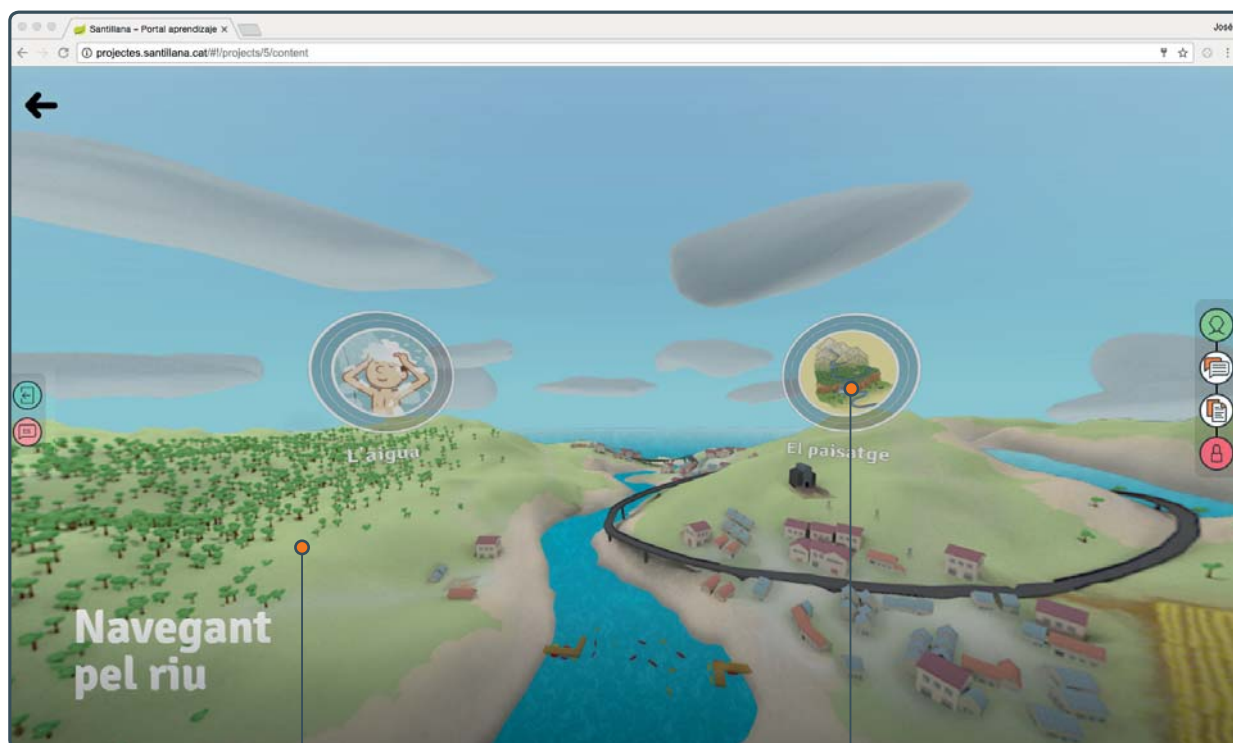 Santillana – Portal aprendizaje
José
projectes.santillana.cat/#!/projects/5/content
L'aigua
El paisatge
Navegant
pel riu